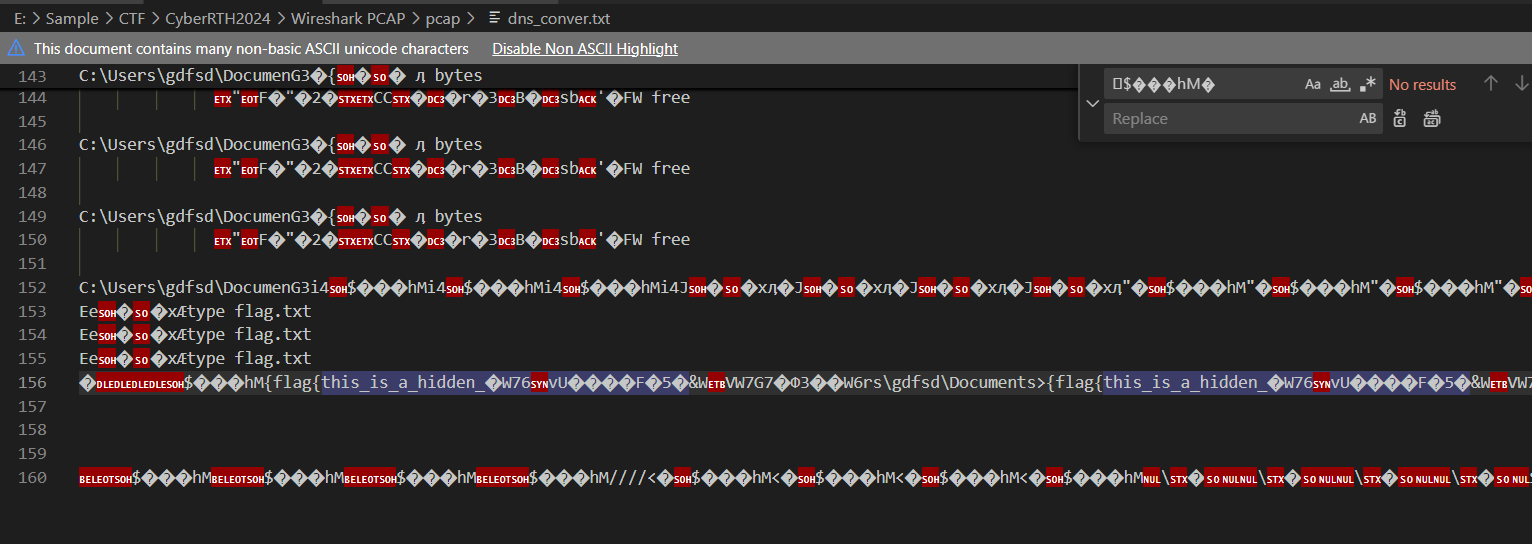 E: > Sample > CTF > CyberRTH2024 > Wireshark PCAP > pcap > dns_conver.txt
This document contains many non-basic ASCII unicode characters Disable Non ASCII Highlight
143 C:\Users\gdfsd\DocumenG3�{SOH�SO� л bytes
$���hM� Aa ab .* No results
144 ETX"EOTF�"�2�STXETXCCSTX�DC3�r�3DC3B�DC3sbACK'�FW free
Replace AB
145
146 C:\Users\gdfsd\DocumenG3�{SOH�SO� л bytes
147 ETX"EOTF�"�2�STXETXCCSTX�DC3�r�3DC3B�DC3sbACK'�FW free
148
149 C:\Users\gdfsd\DocumenG3�{SOH�SO� л bytes
150 ETX"EOTF�"�2�STXETXCCSTX�DC3�r�3DC3B�DC3sbACK'�FW free
151
152 C:\Users\gdfsd\DocumenG3i4SOH$���hMi4SOH$���hMi4SOH$���hMi4JSOH�SO�xл�JSOH�SO�xл�JSOH�SO�xл�JSOH�SO�xл"�SOH$���hM"�SOH$���hM"�SOH$���hM"�SO
153 EeSOH�SO�xÆtype flag.txt
154 EeSOH�SO�xÆtype flag.txt
155 EeSOH�SO�xÆtype flag.txt
156 �DLEDLEDLEDLESOH$���hM{flag{this_is_a_hidden_�W76SYNvU����F�5�&WETBVW7G7�Ф3��W6rs\gdfsd\Documents>{flag{this_is_a_hidden_�W76SYNvU����F�5�&WETBVW7
157
158
159
160 BELEOTSOH$���hMBELEOTSOH$���hMBELEOTSOH$���hMBELEOTSOH$���hM////<�SOH$���hM<�SOH$���hM<�SOH$���hM<�SOH$���hMNUL\STX�SONULNUL\STX�SONULNUL\STX�SONULNUL\STX�SONUL